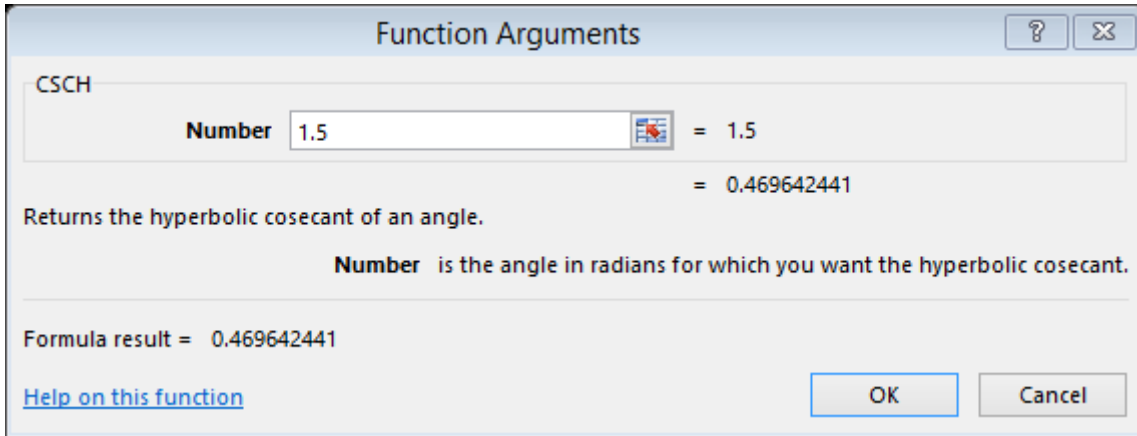 Function Arguments
CSCH
Number 1.5 = 1.5
= 0.469642441
Returns the hyperbolic cosecant of an angle.
Number is the angle in radians for which you want the hyperbolic cosecant.
Formula result = 0.469642441
Help on this function OK Cancel